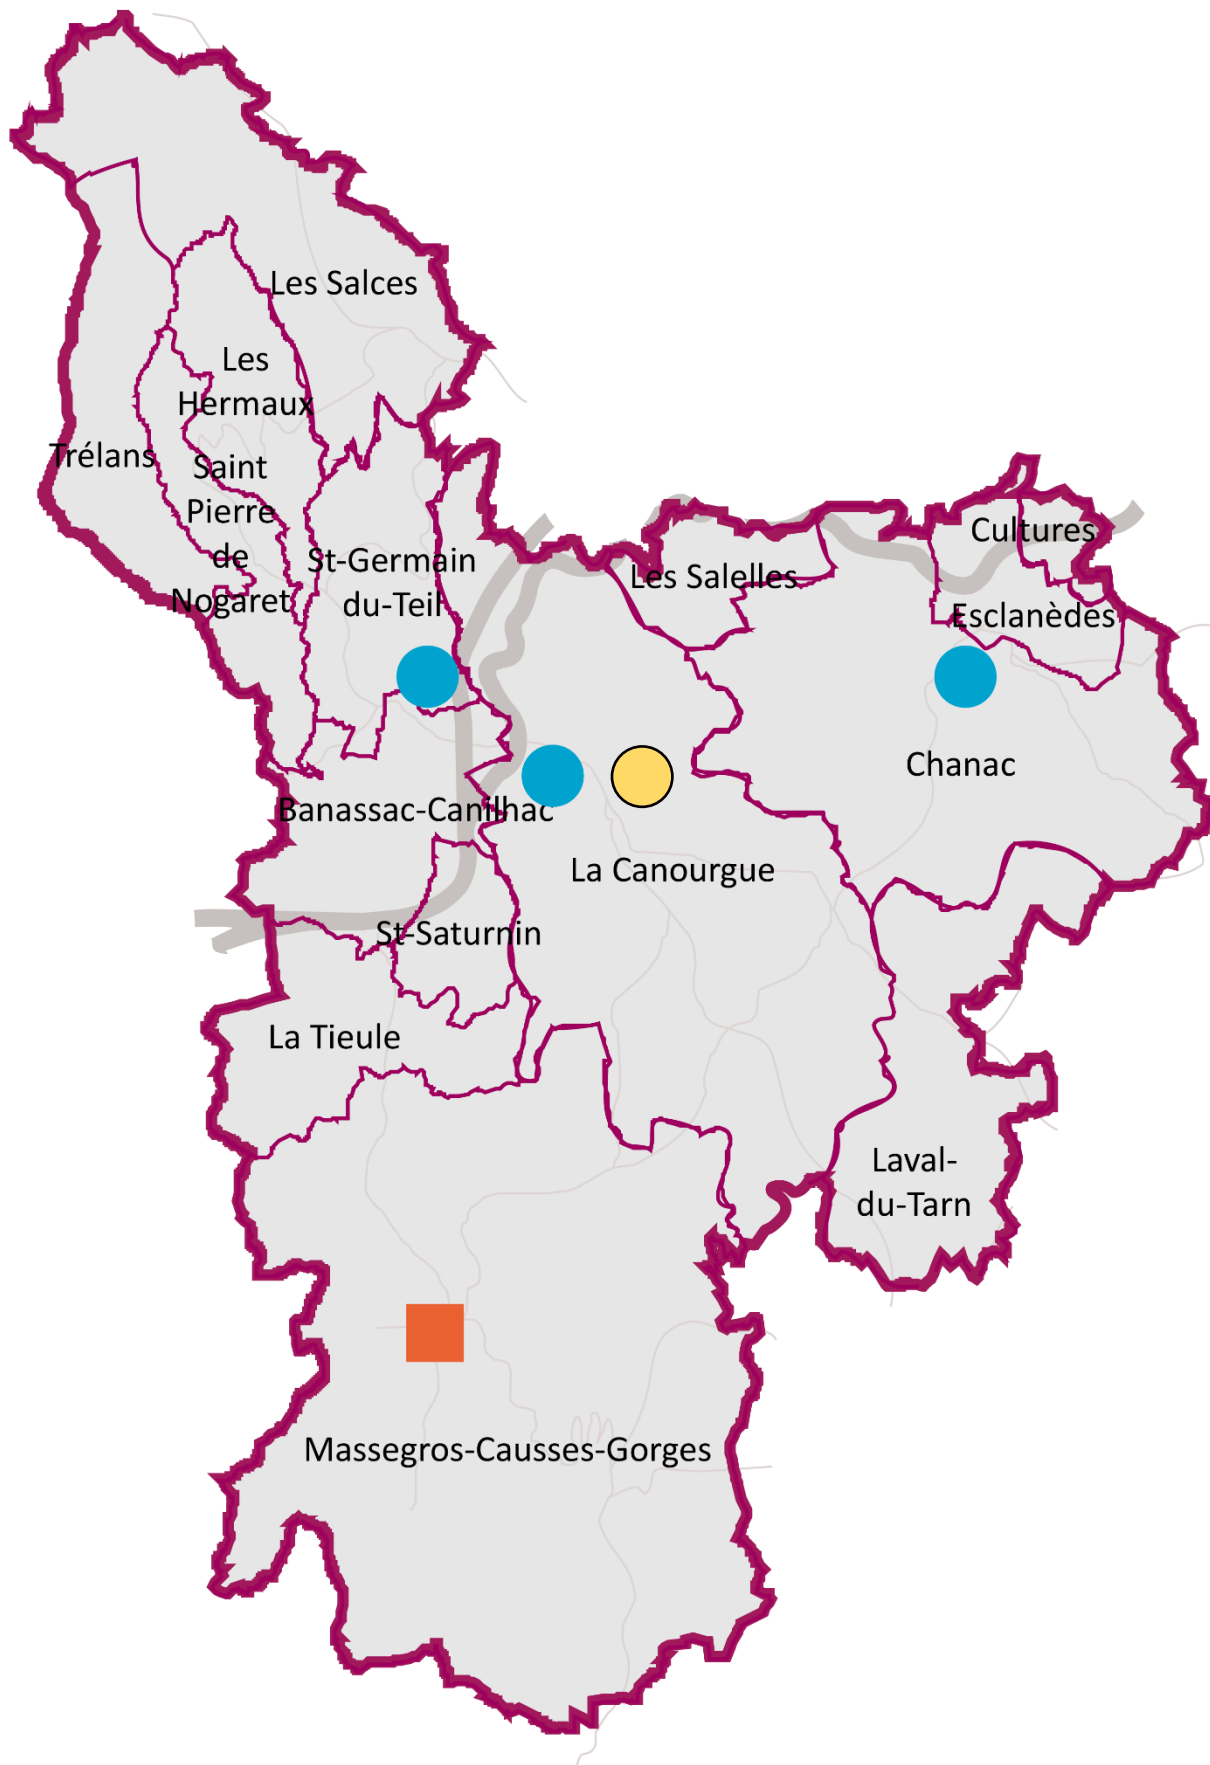 Les Salces
Les
Hermaux
Trélans
Saint
Pierre
de
Nogaret
St-Germain
du-Teil
Les Salelles
Cultures
Esclanèdes
Chanac
Banassac-Canilhac
La Canourgue
St-Saturnin
La Tieule
Laval-
du-Tarn
Massegros-Causses-Gorges